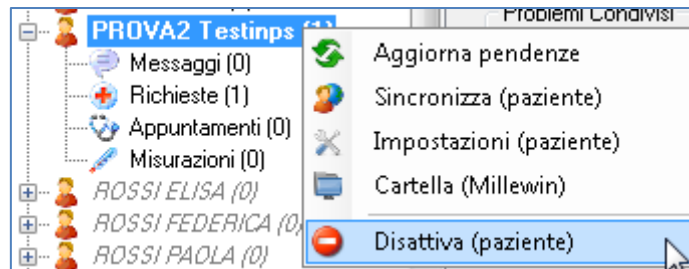 Problemi Condivisi
PROVA2 Testinps (1)
Messaggi (0)
Richieste (1)
Appuntamenti (0)
Misurazioni (0)
ROSSI ELISA (0)
ROSSI FEDERICA (0)
ROSSI PAOLA (0)
Aggiorna pendenze
Sincronizza (paziente)
Impostazioni (paziente)
Cartella (Millewin)
Disattiva (paziente)